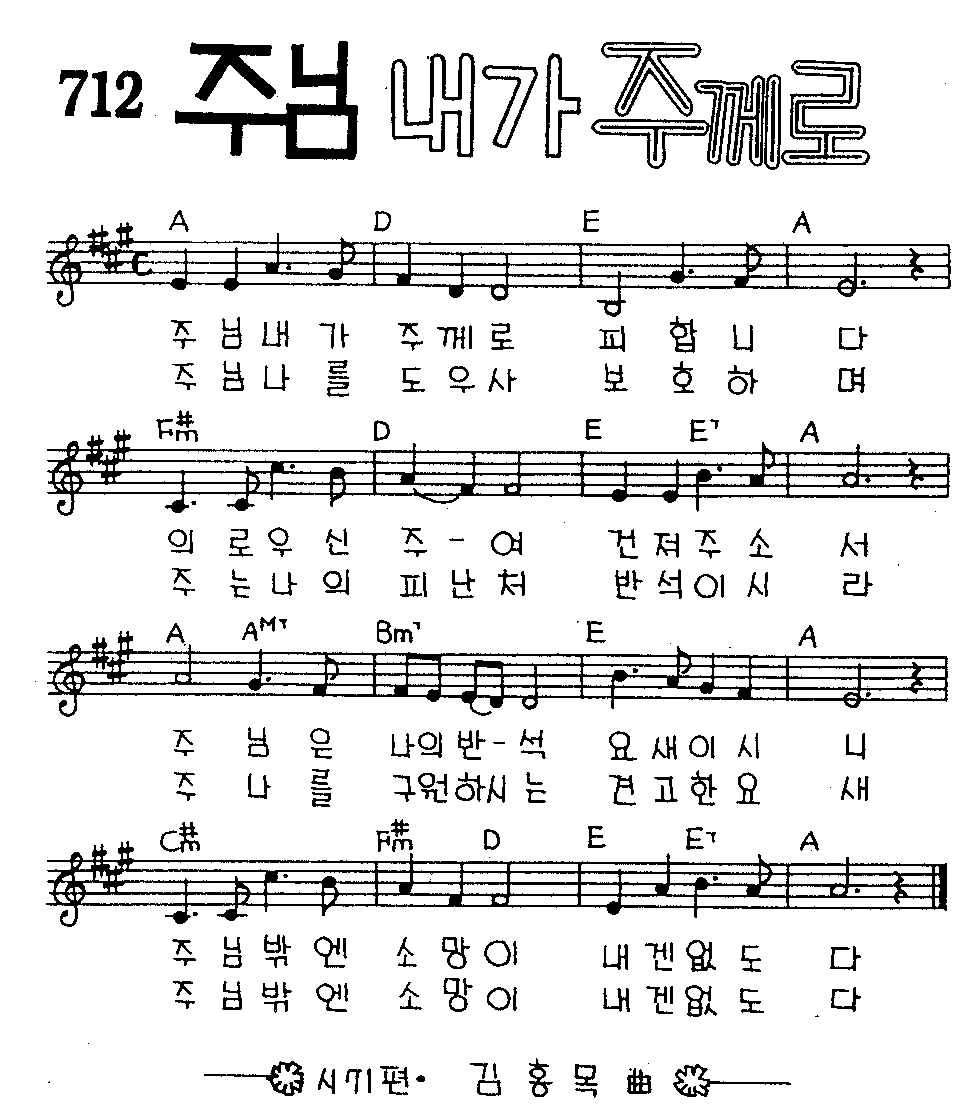 712 주님 내가 주께로
A D E A
주 님 내 가 주 께 로 피 합 니 다
주 님 나 를 도 우 사 보 호 하 며
F#m D E E7 A
의 로 우 신 주 - 여 건 져 주 소 서
주 는 나 의 피 난 처 반 석 이 시 라
A AM7 Bm7 E A
주 님 은 나 의 반 - 석 요 새 이 시 니
주 나 를 구 원 하 시 는 견 고 한 요 새
C#m F#m D E E7 A
주 님 밖 엔 소 망 이 내 겐 없 도 다
주 님 밖 엔 소 망 이 내 겐 없 도 다
시 71 편 · 김 홍 목 曲